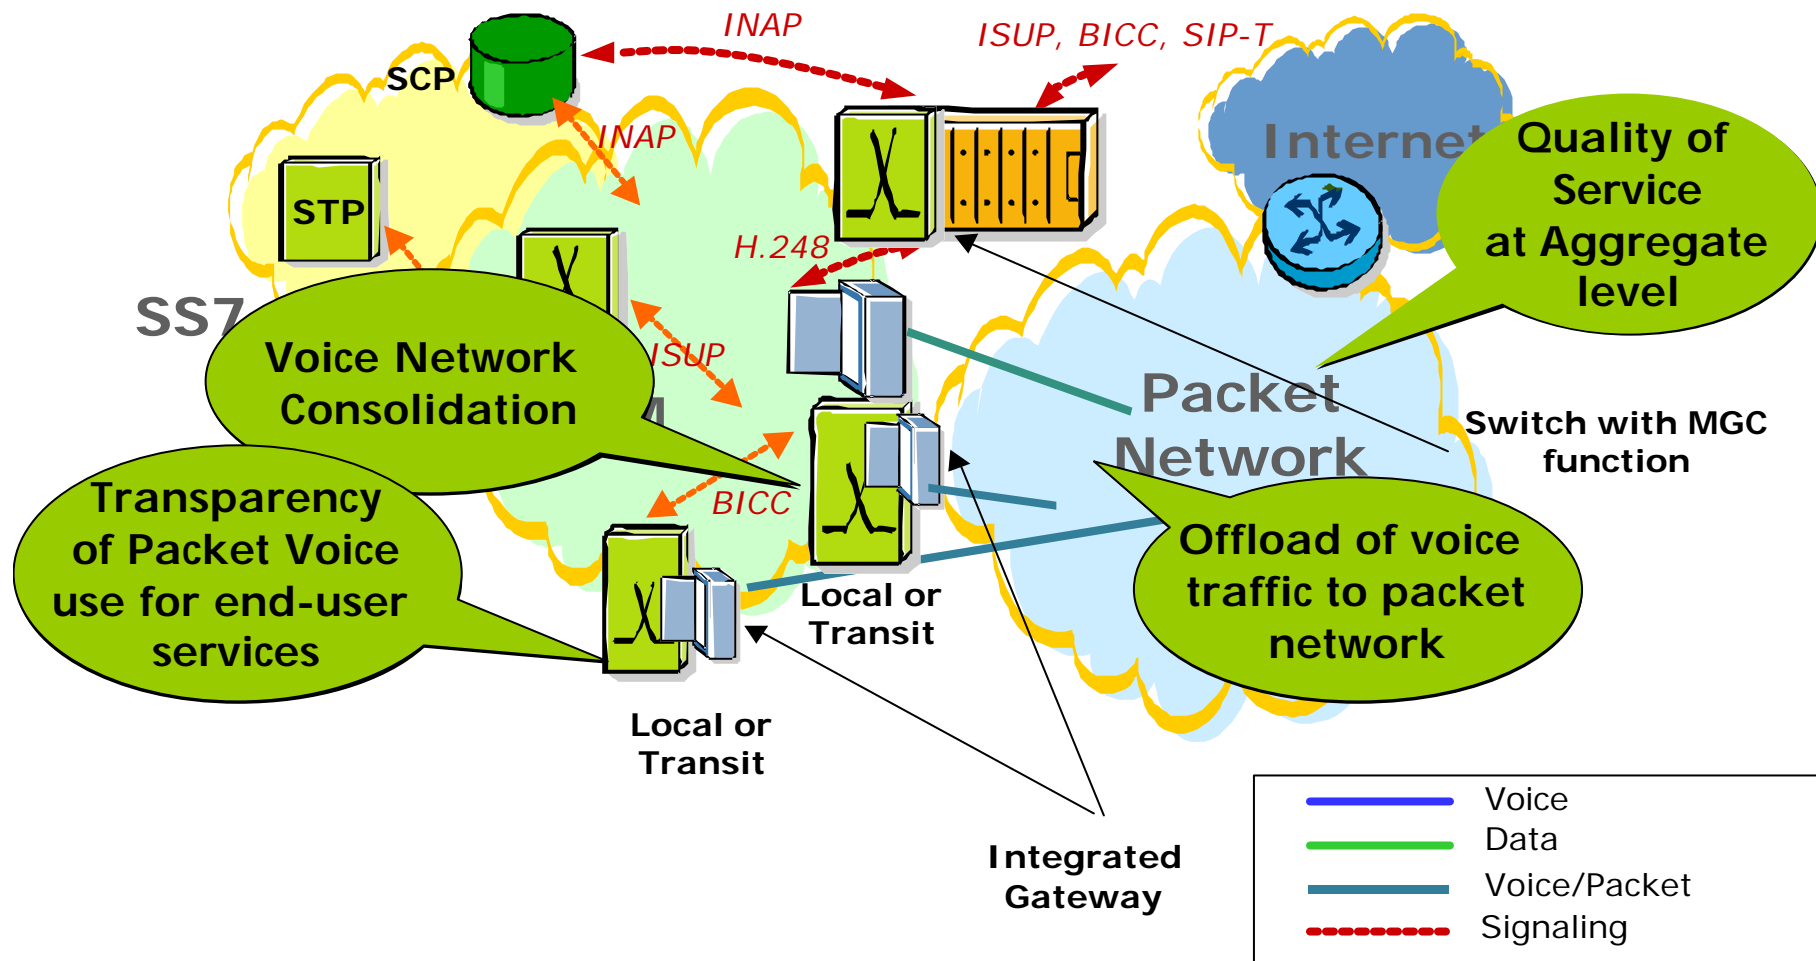 INAP
ISUP, BICC, SIP-T
SCP
INAP
Internet
Quality of
Service
at Aggregate
level
STP
H.248
SS7
Voice Network
Consolidation
ISUP
Packet
Network
Switch with MGC
function
Transparency
of Packet Voice
use for end-user
services
BICC
Offload of voice
traffic to packet
network
Local or
Transit
Local or
Transit
Integrated
Gateway
Voice
Data
Voice/Packet
Signaling